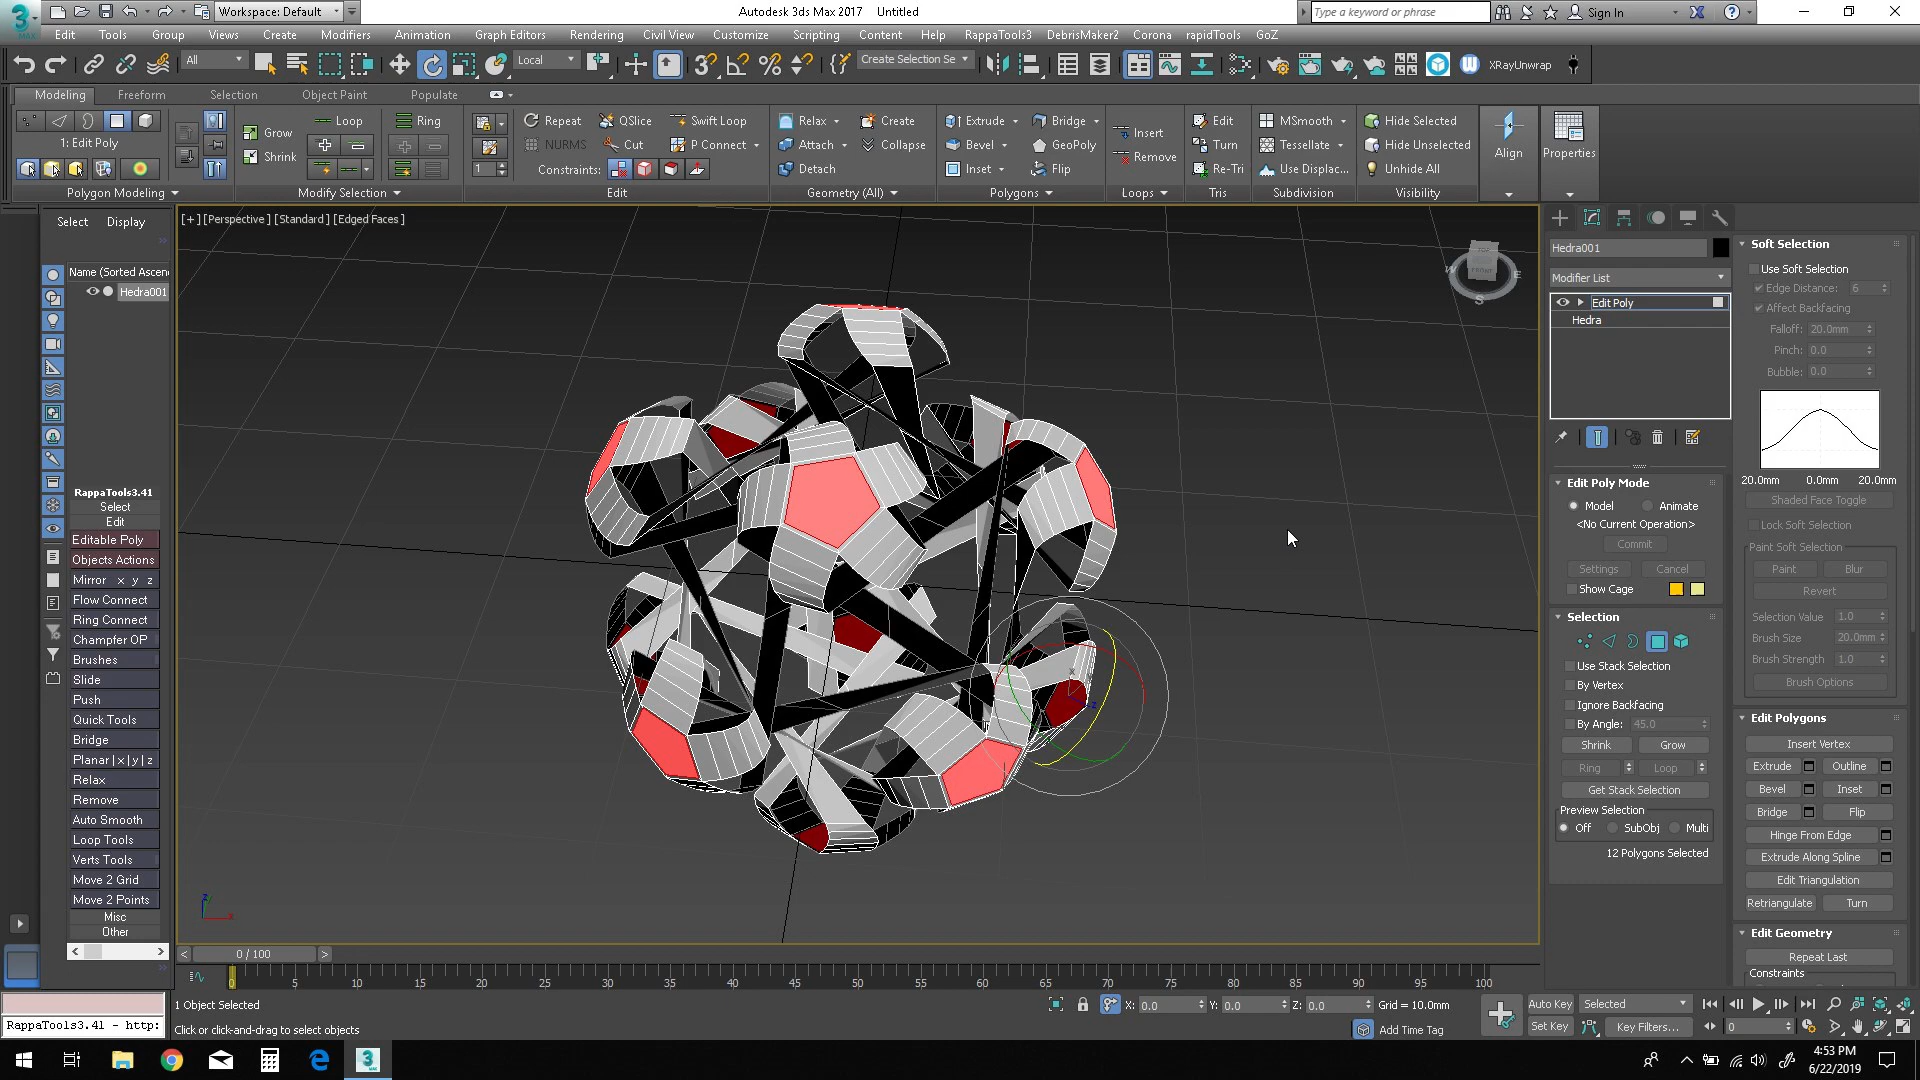 Workspace: Default
Autodesk 3ds Max 2017 Untitled
Type a keyword or phrase
Sign In
MAX
Edit Tools Group Views Create Modifiers Animation Graph Editors Rendering Civil View Customize Scripting Content Help RappaTools3 DebrisMaker2 Corona rapidTools GoZ
All
Local
Create Selection Se
XRayUnwrap
Modeling Freeform Selection Object Paint Populate
1: Edit Poly
Polygon Modeling
Grow
Shrink
Loop
Ring
Modify Selection
1
Repeat QSlice Swift Loop
NURMS Cut P Connect
Constraints:
Edit
Relax Create
Attach Collapse
Detach
Geometry (All)
Extrude Bridge
Bevel GeoPoly
Inset Flip
Polygons
Insert
Remove
Loops
Edit
Turn
Re-Tri
Tris
MSmooth
Tessellate
Use Displac...
Subdivision
Hide Selected
Hide Unselected
Unhide All
Visibility
Align
Properties
Select Display
Name (Sorted Ascen
Hedra001
RappaTools3.41
Select
Edit
Editable Poly
Objects Actions
Mirror x y z
Flow Connect
Ring Connect
Champfer OP
Brushes
Slide
Push
Quick Tools
Bridge
Planar|x|y|z
Relax
Remove
Auto Smooth
Loop Tools
Verts Tools
Move 2 Grid
Move 2 Points
Misc
Other
[+] [Perspective ] [Standard ] [Edged Faces ]
TOP
FRONT
W E
S
x
z
z
x
Hedra001
Modifier List
Edit Poly
Hedra
Edit Poly Mode
Model Animate
<No Current Operation>
Commit
Settings Cancel
Show Cage
Selection
Use Stack Selection
By Vertex
Ignore Backfacing
By Angle: 45.0
Shrink Grow
Ring Loop
Get Stack Selection
Preview Selection
Off SubObj Multi
12 Polygons Selected
Soft Selection
Use Soft Selection
Edge Distance: 6
Affect Backfacing
Falloff: 20.0mm
Pinch: 0.0
Bubble: 0.0
20.0mm 0.0mm 20.0mm
Shaded Face Toggle
Lock Soft Selection
Paint Soft Selection
Paint Blur
Revert
Selection Value 1.0
Brush Size 20.0mm
Brush Strength 1.0
Brush Options
Edit Polygons
Insert Vertex
Extrude Outline
Bevel Inset
Bridge Flip
Hinge From Edge
Extrude Along Spline
Edit Triangulation
Retriangulate Turn
Edit Geometry
Repeat Last
Constraints
0 / 100
5 10 15 20 25 30 35 40 45 50 55 60 65 70 75 80 85 90 95 100
RappaTools3.41 - http:
1 Object Selected
Click or click-and-drag to select objects
X: 0.0 Y: 0.0 Z: 0.0 Grid = 10.0mm
Add Time Tag
Auto Key Selected
Set Key Key Filters...
0
4:53 PM
6/22/2019